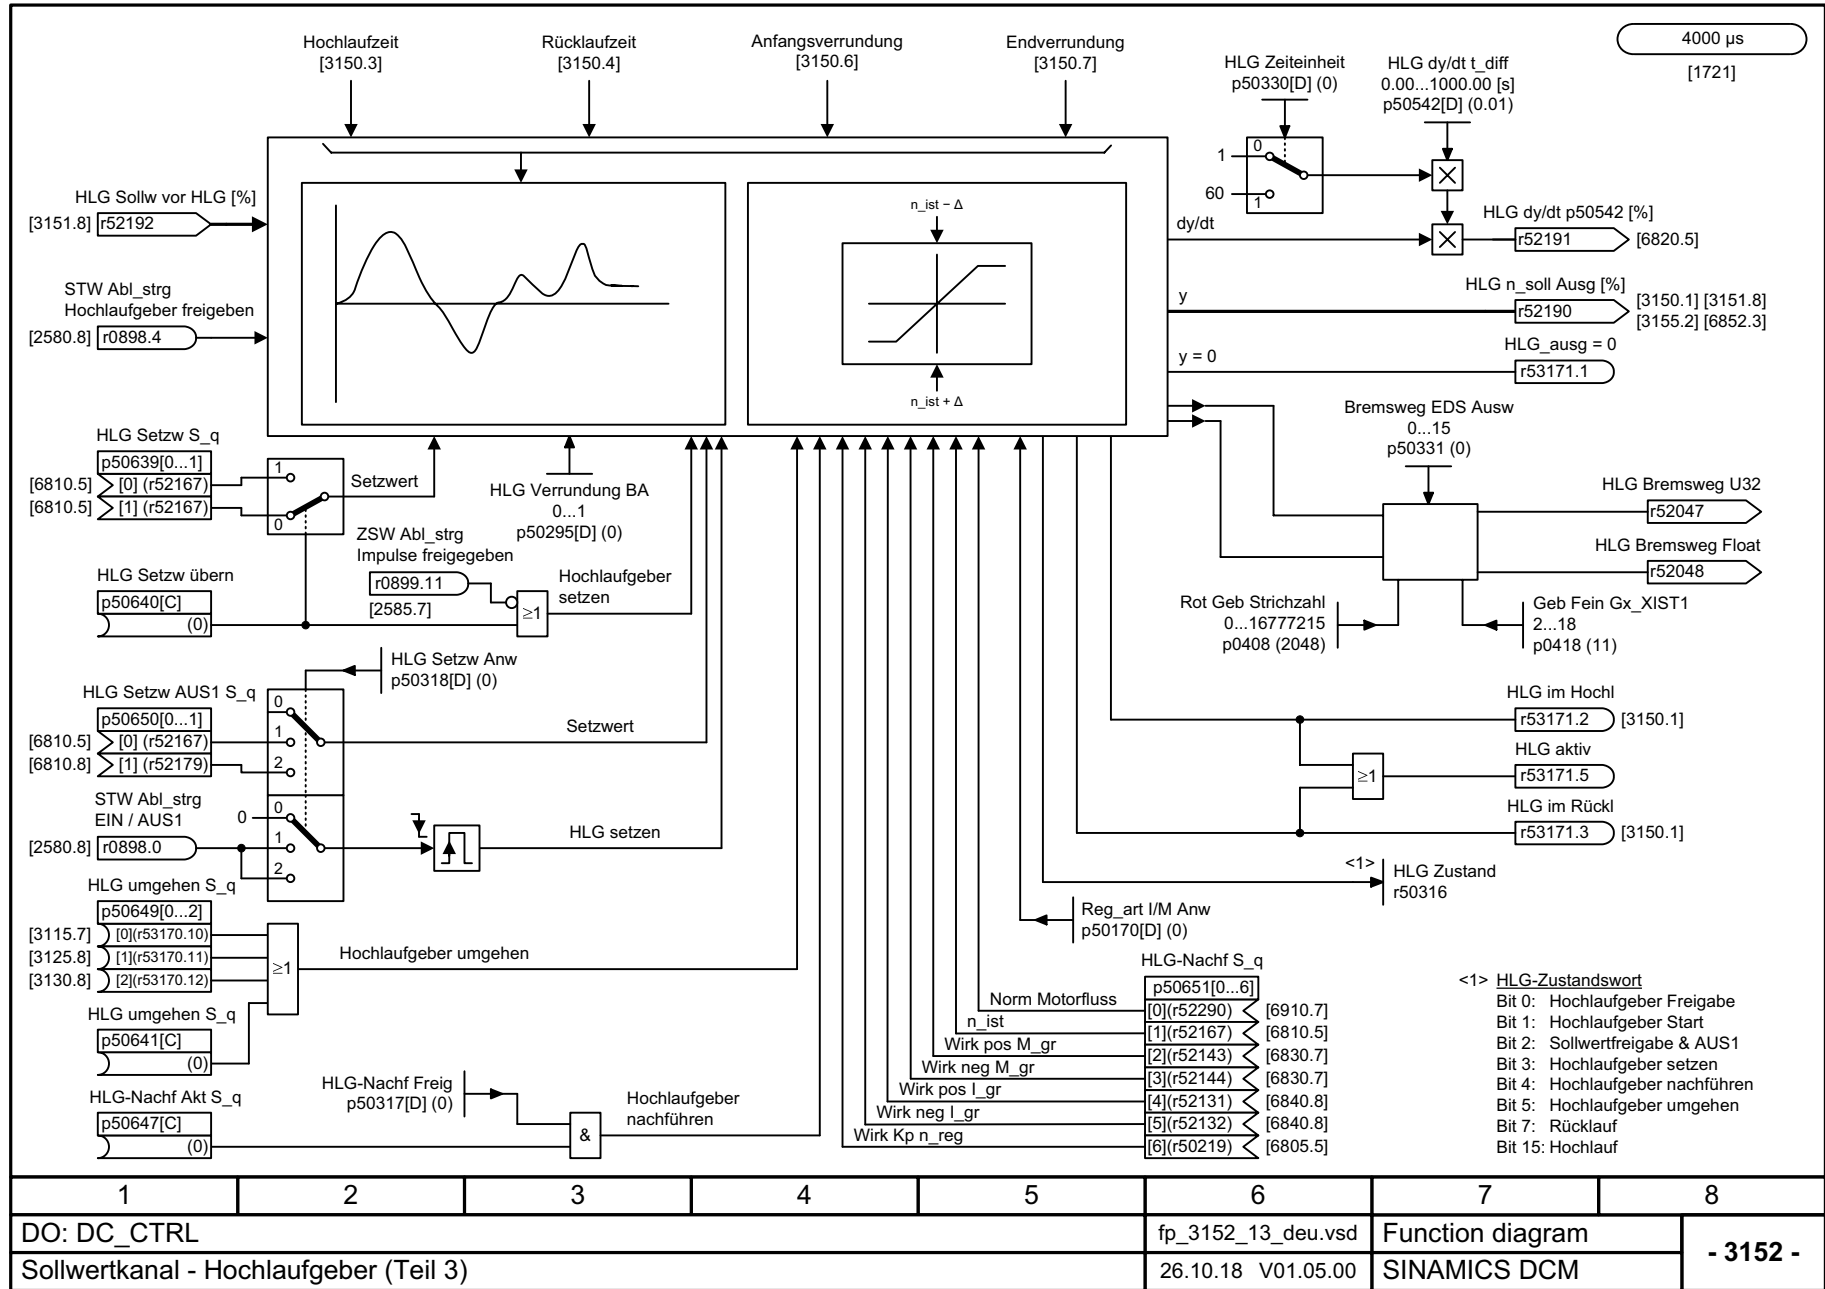 Hochlaufzeit
[3150.3]
Rücklaufzeit
[3150.4]
Anfangsverrundung
[3150.6]
Endverrundung
[3150.7]
4000 µs
[1721]
HLG Zeiteinheit
p50330[D] (0)
HLG dy/dt t_diff
0.00...1000.00 [s]
p50542[D] (0.01)
1
0
60
1
HLG Sollw vor HLG [%]
[3151.8] r52192
n_ist − Δ
n_ist + Δ
dy/dt
HLG dy/dt p50542 [%]
r52191 [6820.5]
STW Abl_strg
Hochlaufgeber freigeben
[2580.8] r0898.4
y
HLG n_soll Ausg [%]
r52190
[3150.1] [3151.8]
[3155.2] [6852.3]
y = 0
HLG_ausg = 0
r53171.1
HLG Setzw S_q
p50639[0...1]
[6810.5] [0] (r52167)
[6810.5] [1] (r52167)
1
0
Setzwert
HLG Verrundung BA
0...1
p50295[D] (0)
Bremsweg EDS Ausw
0...15
p50331 (0)
HLG Bremsweg U32
r52047
HLG Bremsweg Float
r52048
ZSW Abl_strg
Impulse freigegeben
r0899.11
[2585.7]
≥1
Hochlaufgeber
setzen
HLG Setzw übern
p50640[C]
(0)
Rot Geb Strichzahl
0...16777215
p0408 (2048)
Geb Fein Gx_XIST1
2...18
p0418 (11)
HLG Setzw Anw
p50318[D] (0)
HLG Setzw AUS1 S_q
p50650[0...1]
[6810.5] [0] (r52167)
[6810.8] [1] (r52179)
0
1
2
Setzwert
HLG im Hochl
r53171.2 [3150.1]
HLG aktiv
≥1
r53171.5
HLG im Rückl
r53171.3 [3150.1]
STW Abl_strg
EIN / AUS1
[2580.8] r0898.0
0
0
1
2
HLG setzen
<1>
HLG Zustand
r50316
HLG umgehen S_q
p50649[0...2]
[3115.7] [0](r53170.10)
[3125.8] [1](r53170.11)
[3130.8] [2](r53170.12)
≥1
Hochlaufgeber umgehen
HLG umgehen S_q
p50641[C]
(0)
Reg_art I/M Anw
p50170[D] (0)
HLG-Nachf S_q
p50651[0...6]
Norm Motorfluss [0](r52290) [6910.7]
n_ist [1](r52167) [6810.5]
Wirk pos M_gr [2](r52143) [6830.7]
Wirk neg M_gr [3](r52144) [6830.7]
Wirk pos I_gr [4](r52131) [6840.8]
Wirk neg I_gr [5](r52132) [6840.8]
Wirk Kp n_reg [6](r50219) [6805.5]
HLG-Nachf Akt S_q
p50647[C]
(0)
HLG-Nachf Freig
p50317[D] (0)
&
Hochlaufgeber
nachführen
<1> HLG-Zustandswort
Bit 0: Hochlaufgeber Freigabe
Bit 1: Hochlaufgeber Start
Bit 2: Sollwertfreigabe & AUS1
Bit 3: Hochlaufgeber setzen
Bit 4: Hochlaufgeber nachführen
Bit 5: Hochlaufgeber umgehen
Bit 7: Rücklauf
Bit 15: Hochlauf
1 2 3 4 5 6 7 8
DO: DC_CTRL
fp_3152_13_deu.vsd
Function diagram
- 3152 -
Sollwertkanal - Hochlaufgeber (Teil 3)
26.10.18 V01.05.00
SINAMICS DCM